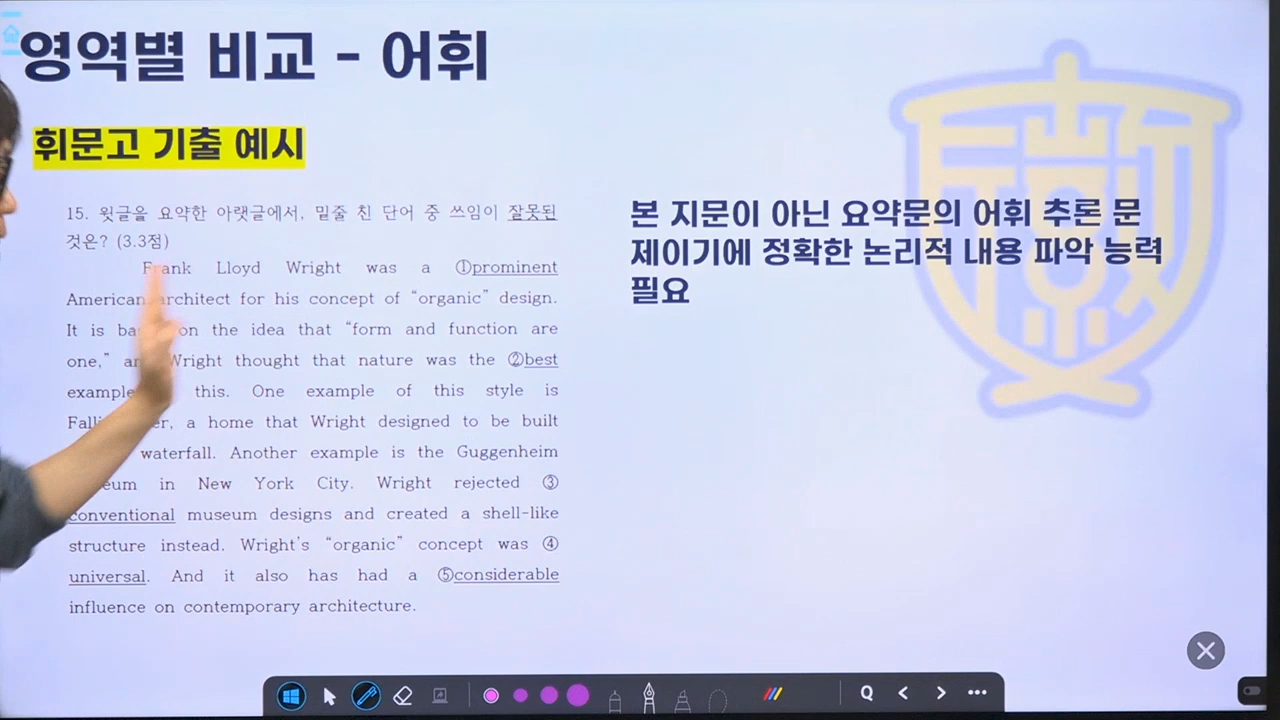 영역별 비교 - 어휘
휘문고 기출 예시
15. 윗글을 요약한 아랫글에서, 밑줄 친 단어 중 쓰임이 잘못된
것은? (3.3점)
Frank Lloyd Wright was a ①prominent
American architect for his concept of “organic” design.
It is on the idea that “form and function are
one,” Wright thought that nature was the ②best
example this. One example of this style is
a home that Wright designed to be built
waterfall. Another example is the Guggenheim
in New York City. Wright rejected ③
conventional museum designs and created a shell-like
structure instead. Wright's “organic” concept was ④
universal. And it also has had a ⑤considerable
influence on contemporary architecture.
본 지문이 아닌 요약문의 어휘 추론 문
제이기에 정확한 논리적 내용 파악 능력
필요